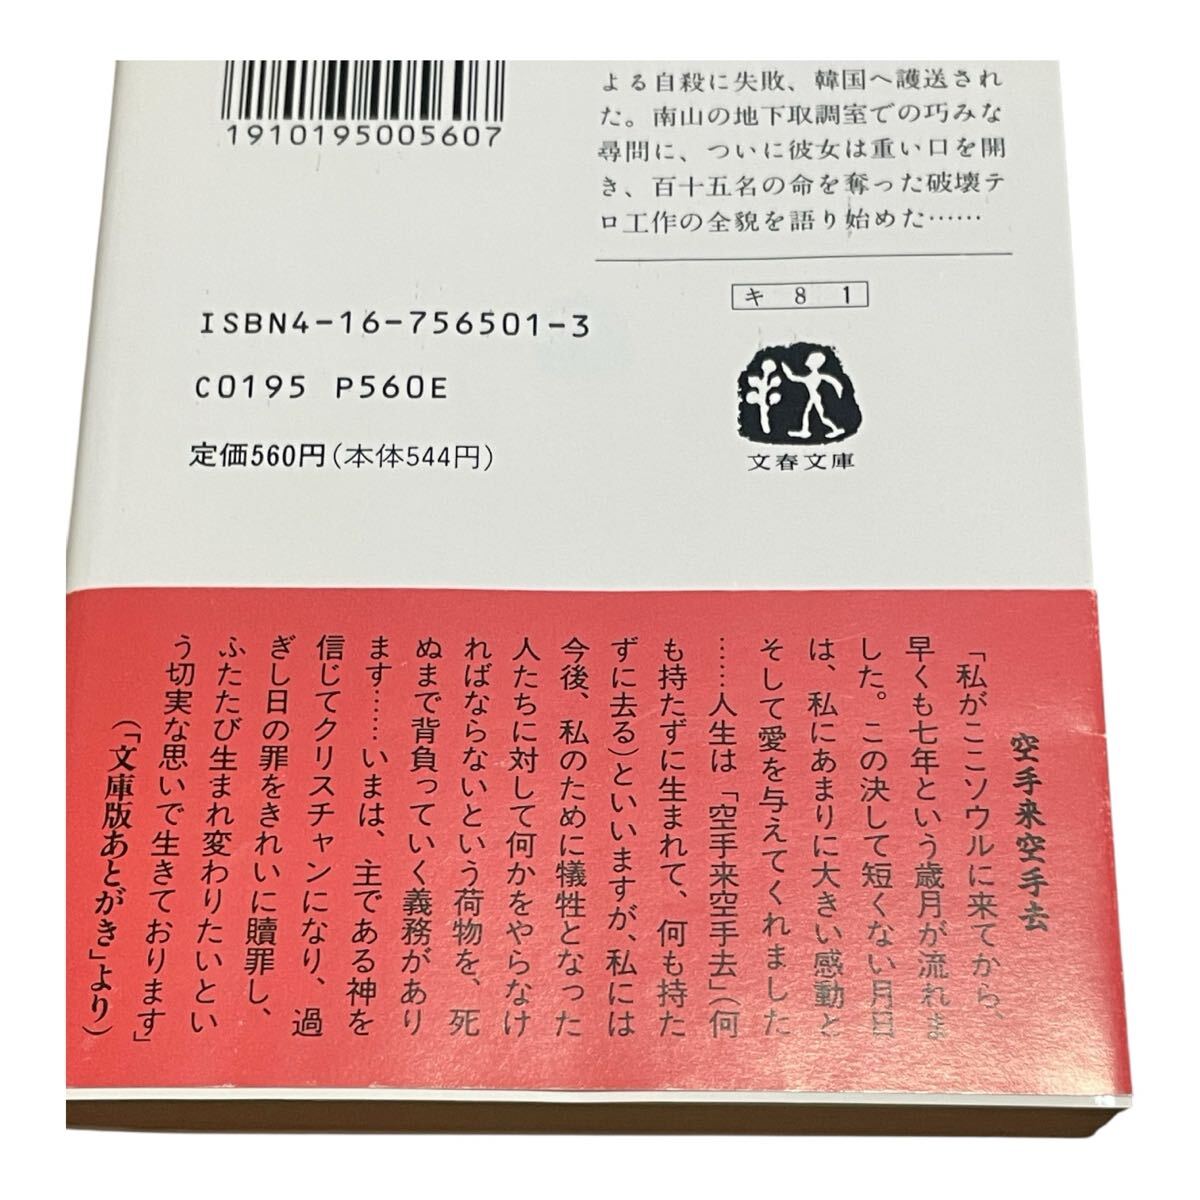 1910195005607
よる自殺に失敗、韓国へ護送され
た。南山の地下取調室での巧みな
尋問に、ついに彼女は重い口を開
き、百十五名の命を奪った破壊テ
ロ工作の全貌を語り始めた……
ISBN4-16-756501-3
C0195 P560E
定価560円(本体544円)
キ 8 1
文春文庫
空手来空手去
「私がここソウルに来てから、
早くも七年という歳月が流れま
した。この決して短くない月日
は、私にあまりに大きい感動と
そして愛を与えてくれました
……人生は「空手来空手去」(何
も持たずに生まれて、何も持た
ずに去る)といいますが、私には
今後、私のために犠牲となった
人たちに対して何かをやらなけ
ればならないという荷物を、死
ぬまで背負っていく義務があり
ます……いまは、主である神を
信じてクリスチャンになり、過
ぎし日の罪をきれいに贖罪し、
ふたたび生まれ変わりたいとい
う切実な思いで生きております」
(「文庫版あとがき」より)